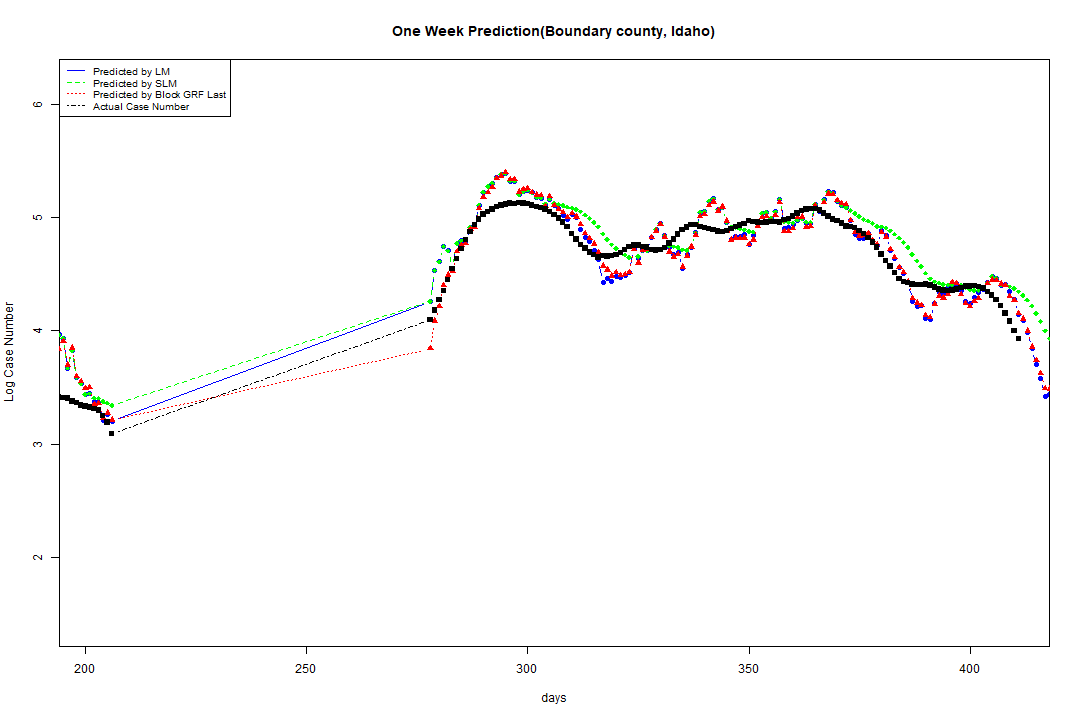 One Week Prediction(Boundary county, Idaho)
Predicted by LM
Predicted by SLM
Predicted by Block GRF Last
Actual Case Number
6
5
4
3
2
Log Case Number
200 250 300 350 400
days